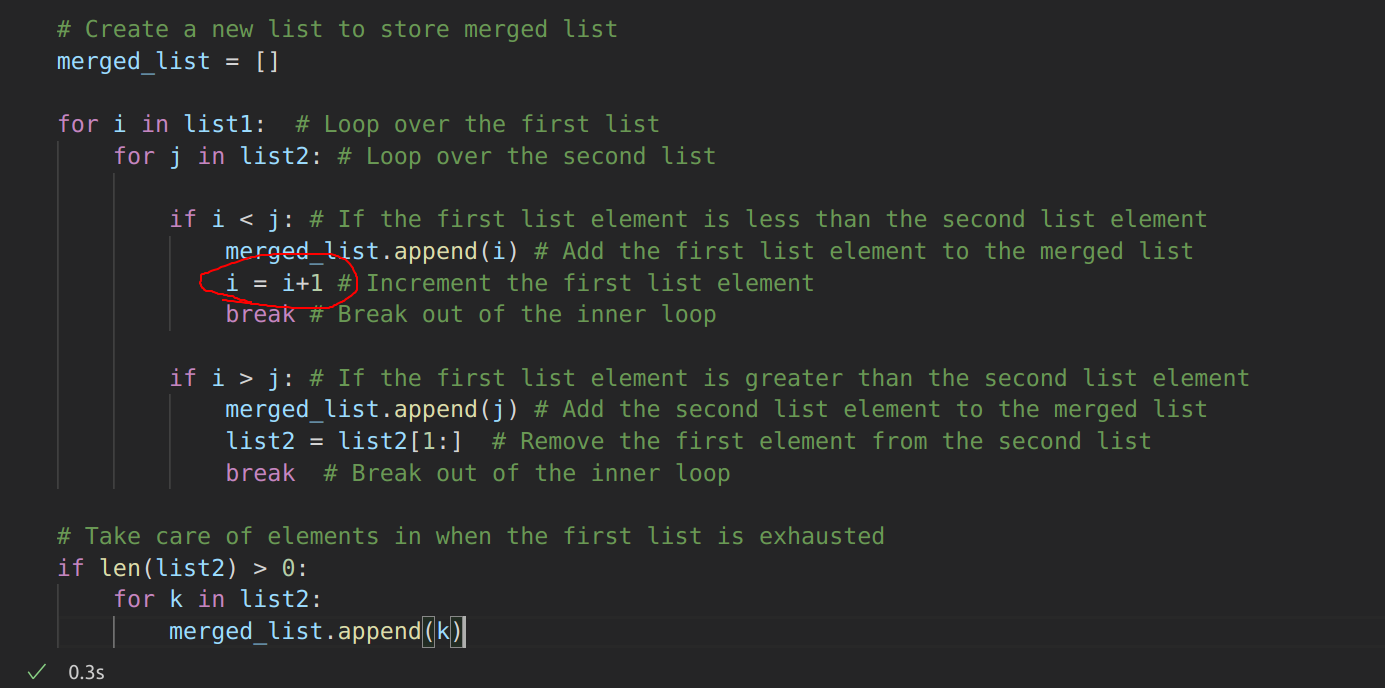 # Create a new list to store merged list
merged_list = []
for i in list1:  # Loop over the first list
for j in list2: # Loop over the second list
if i < j: # If the first list element is less than the second list element
merged_list.append(i) # Add the first list element to the merged list
i = i+1 # Increment the first list element
break # Break out of the inner loop
if i > j: # If the first list element is greater than the second list element
merged_list.append(j) # Add the second list element to the merged list
list2 = list2[1:]  # Remove the first element from the second list
break  # Break out of the inner loop
# Take care of elements in when the first list is exhausted
if len(list2) > 0:
for k in list2:
merged_list.append(k)
0.3s